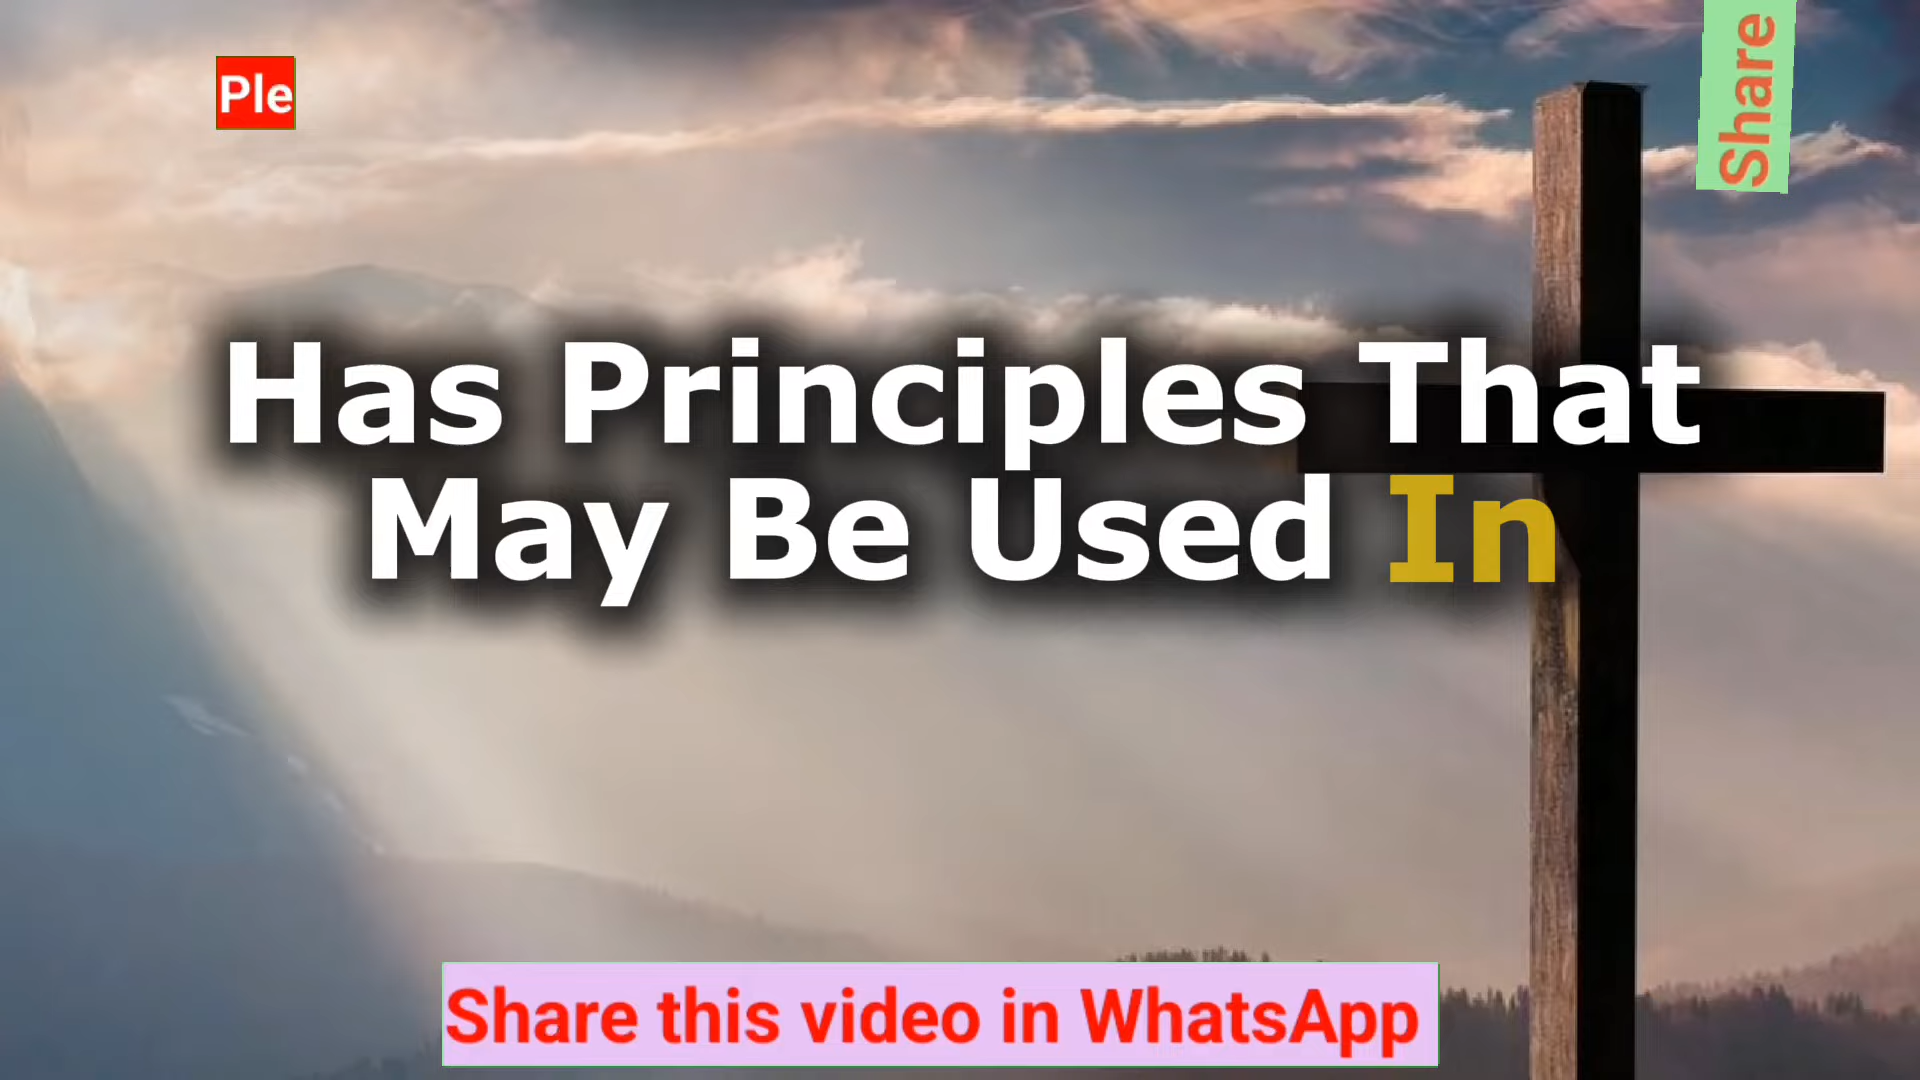 Ple
Share
Has Principles That
May Be Used In
Share this video in WhatsApp